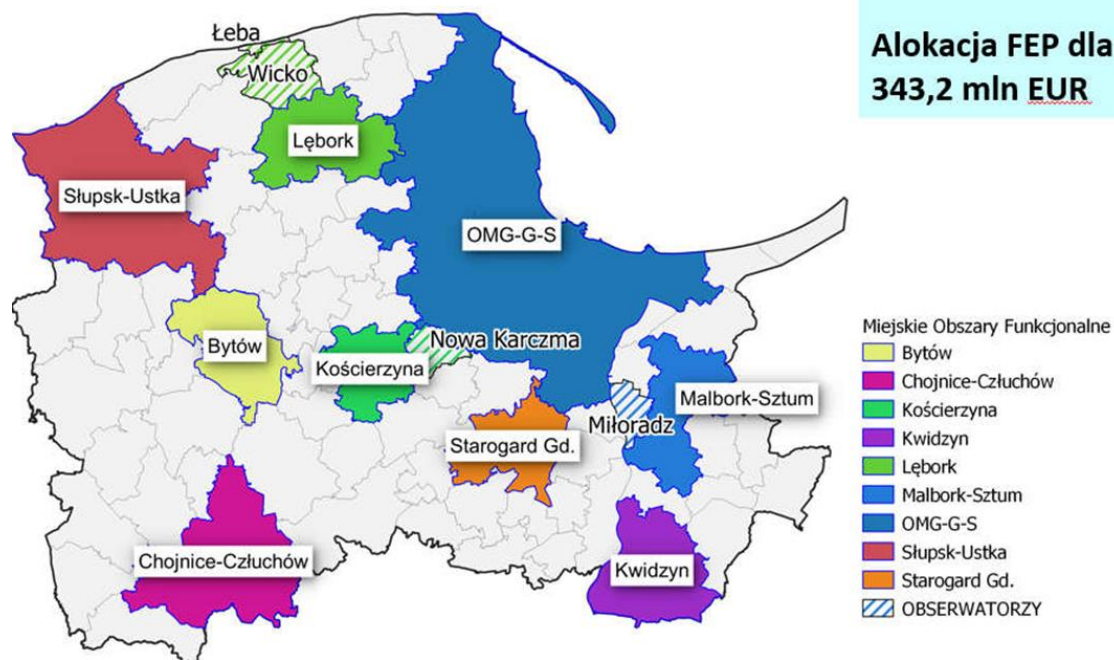 Alokacja FEP dla
343,2 mln EUR
Łeba
Wicko
Lębork
Słupsk-Ustka
OMG-G-S
Bytów
Nowa Karczma
Kościerzyna
Malbork-Sztum
Miłoradz
Starogard Gd.
Chojnice-Człuchów
Kwidzyn
Miejskie Obszary Funkcjonalne
Bytów
Chojnice-Człuchów
Kościerzyna
Kwidzyn
Lębork
Malbork-Sztum
OMG-G-S
Słupsk-Ustka
Starogard Gd.
OBSERWATORZY